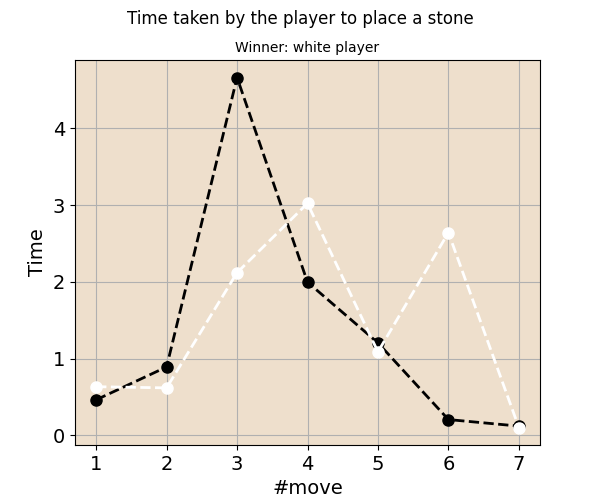 Time taken by the player to place a stone
Winner: white player
4
3
2
1
0
Time
1 2 3 4 5 6 7
#move